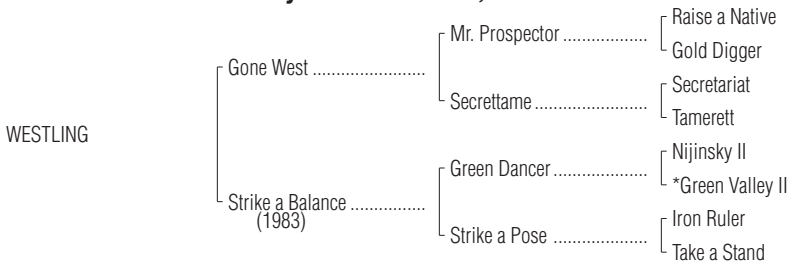 Raise a Native
Mr. Prospector ..................
Gold Digger
Gone West ........................
Secretariat
Secrettame ........................
Tamerett
WESTLING
Nijinsky II
Green Dancer ....................
*Green Valley II
Strike a Balance ................
(1983)
Iron Ruler
Strike a Pose ....................
Take a Stand